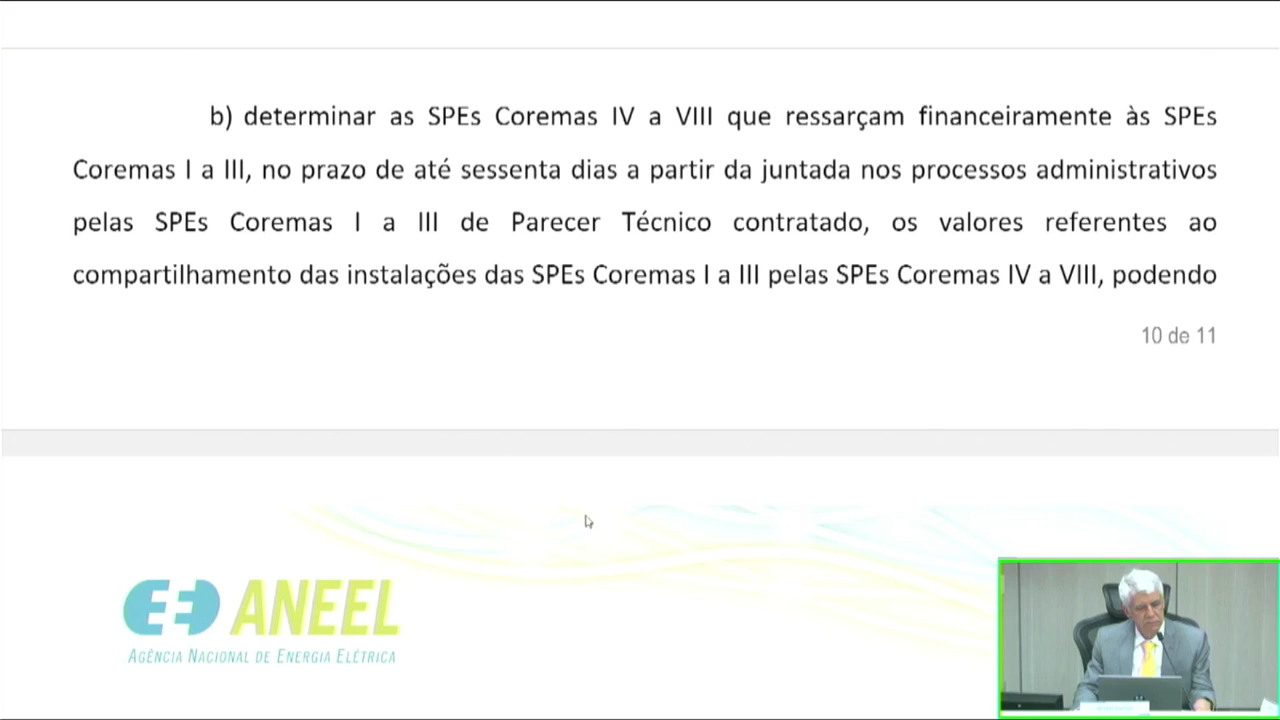 b) determinar as SPEs Coremas IV a VIII que ressarçam financeiramente às SPEs
Coremas I a III, no prazo de até sessenta dias a partir da juntada nos processos administrativos
pelas SPEs Coremas I a III de Parecer Técnico contratado, os valores referentes ao
compartilhamento das instalações das SPEs Coremas I a III pelas SPEs Coremas IV a VIII, podendo
10 de 11
ANEEL
AGÊNCIA NACIONAL DE ENERGIA ELÉTRICA